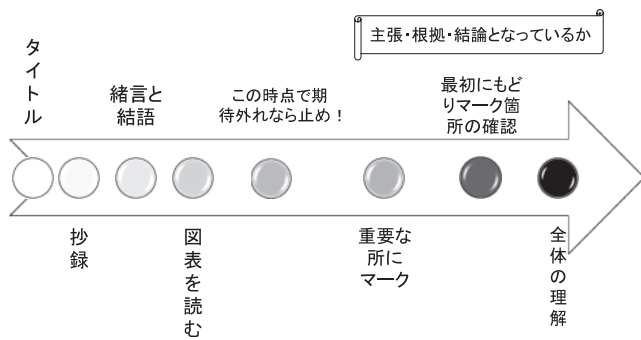 主張・根拠・結論となっているか
タイトル
抄録
緒言と
結語
図表を読む
この時点で期
待外れなら止め！
重要な
所に
マーク
最初にもど
りマーク箇
所の確認
全体の理解